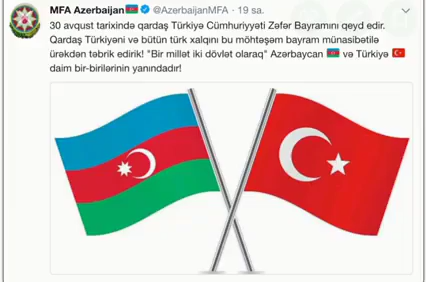 MFA Azerbaijan🇦🇿 @AzerbaijanMFA · 19 sa.
30 avqust tarixində qardaş Türkiyə Cümhuriyyəti Zəfər Bayramını qeyd edir.
Qardaş Türkiyəni və bütün türk xalqını bu möhtəşəm bayram münasibətilə
ürəkdən təbrik edirik! "Bir millət iki dövlət olaraq" Azərbaycan 🇦🇿 və Türkiyə 🇹🇷
daim bir-birilərinin yanındadır!